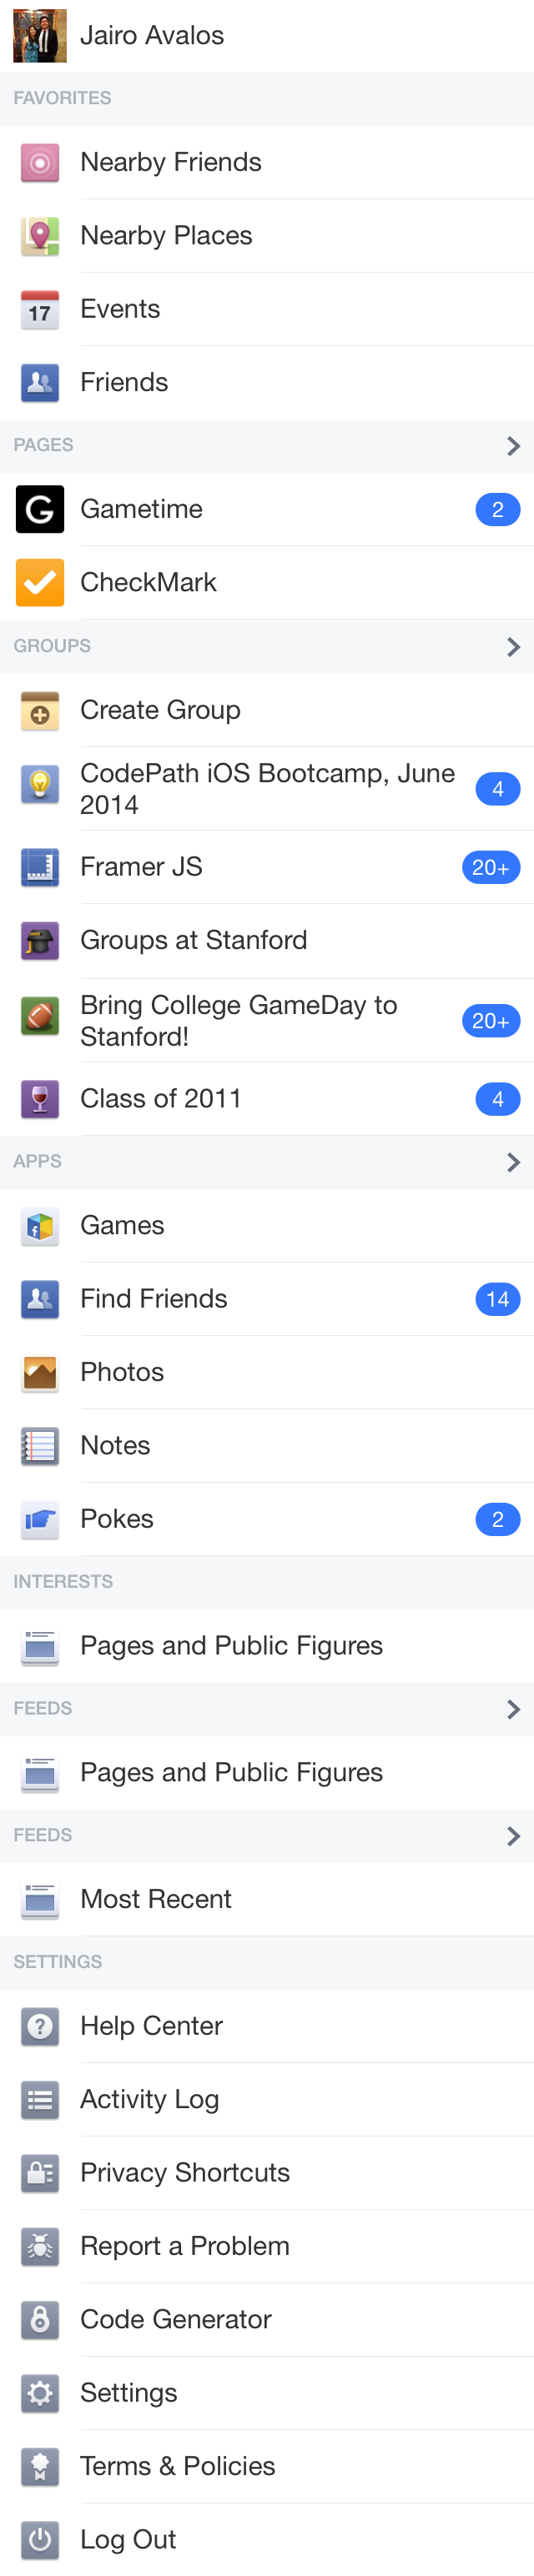 Jairo Avalos
FAVORITES
Nearby Friends
Nearby Places
17
Events
Friends
PAGES
G
Gametime
2
CheckMark
GROUPS
Create Group
CodePath iOS Bootcamp, June
2014
4
Framer JS
20+
Groups at Stanford
Bring College GameDay to
Stanford!
20+
Class of 2011
4
APPS
Games
Find Friends
14
Photos
Notes
Pokes
2
INTERESTS
Pages and Public Figures
FEEDS
Pages and Public Figures
FEEDS
Most Recent
SETTINGS
?
Help Center
Activity Log
Privacy Shortcuts
Report a Problem
Code Generator
Settings
Terms & Policies
Log Out